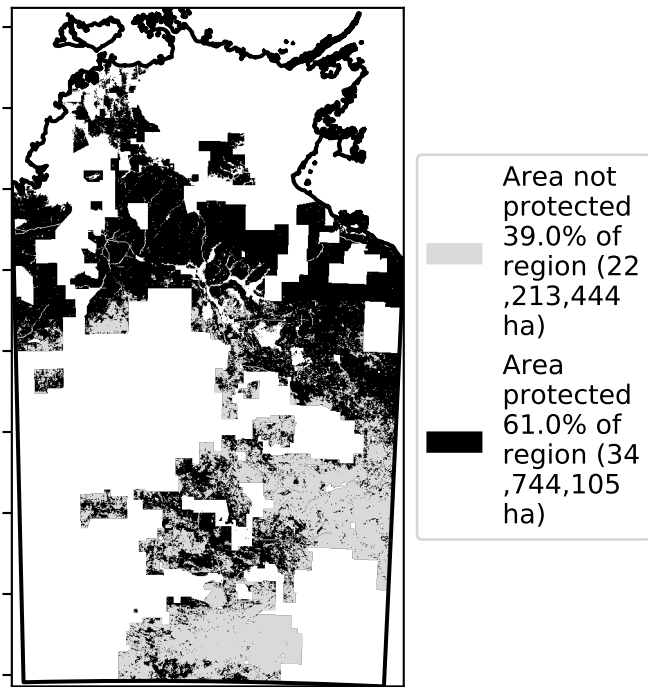 Area not
protected
39.0% of
region (22
,213,444
ha)
Area
protected
61.0% of
region (34
,744,105
ha)